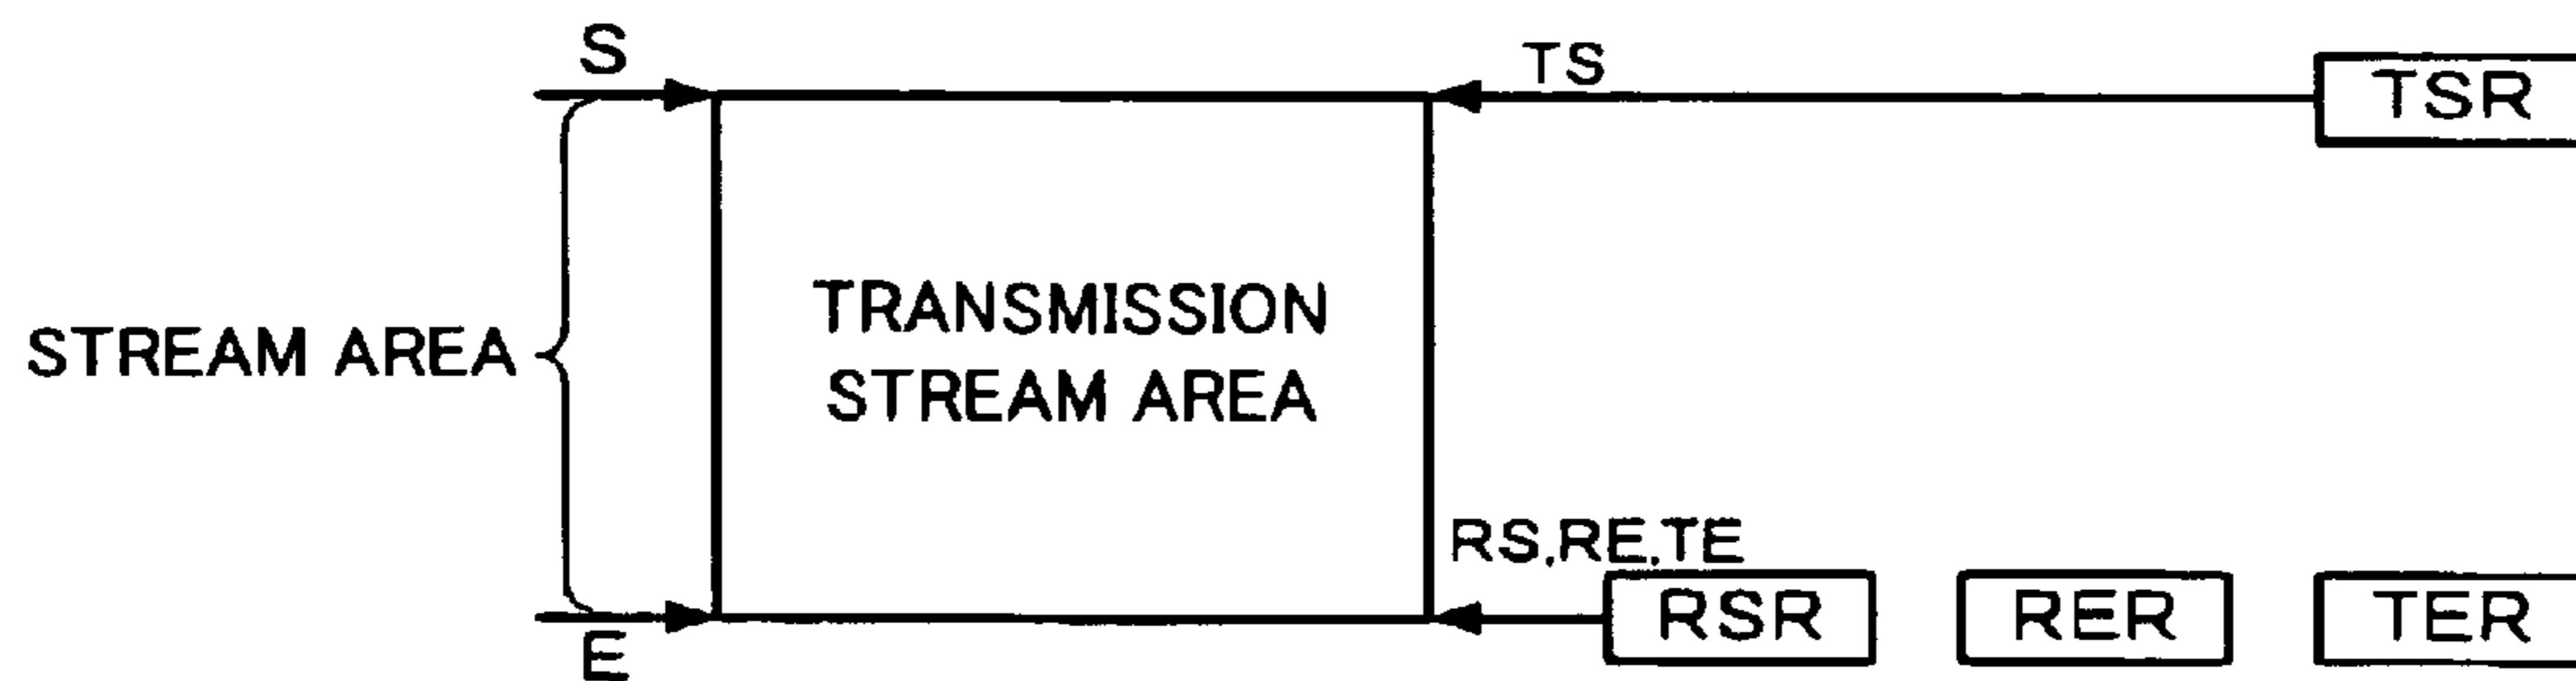 S
TS
TSR
TRANSMISSION
STREAM AREA
STREAM AREA
RS,RE,TE
RSR
RER
TER
E